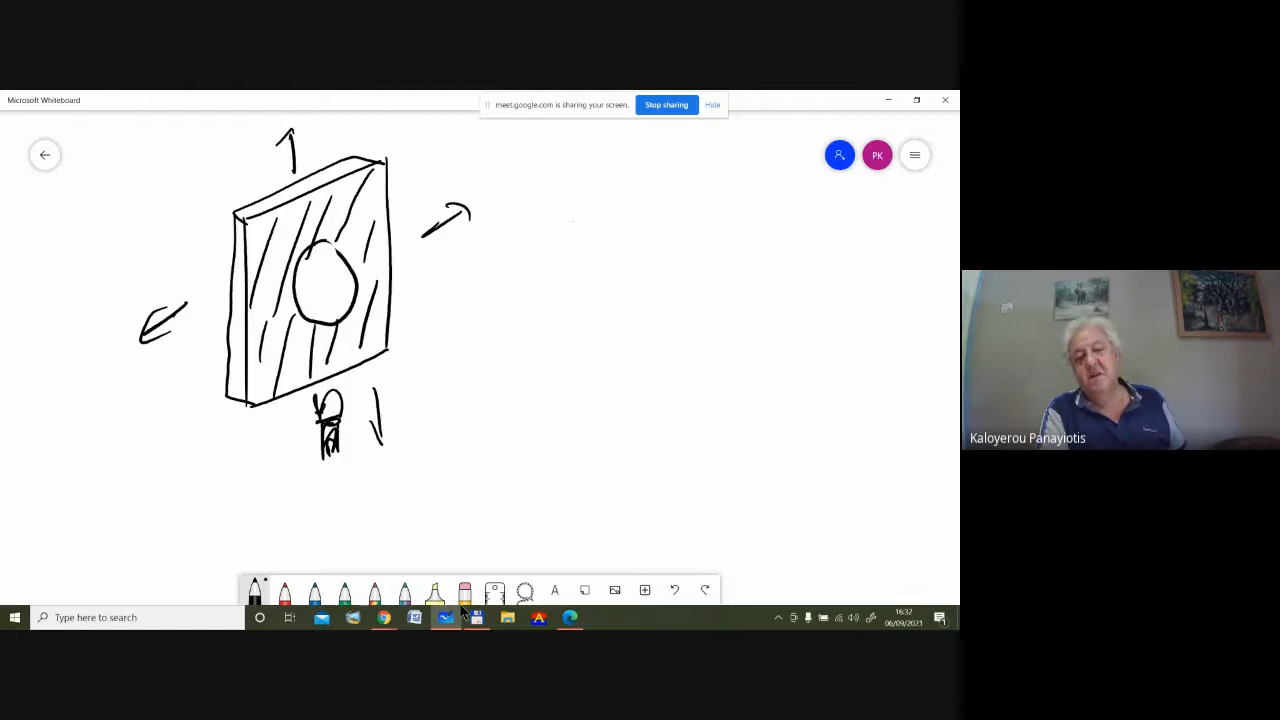 Microsoft Whiteboard
meet.google.com is sharing your screen.
Stop sharing
Hide
PK
Kaloyerou Panayiotis
A
Type here to search
16:32
06/09/2021